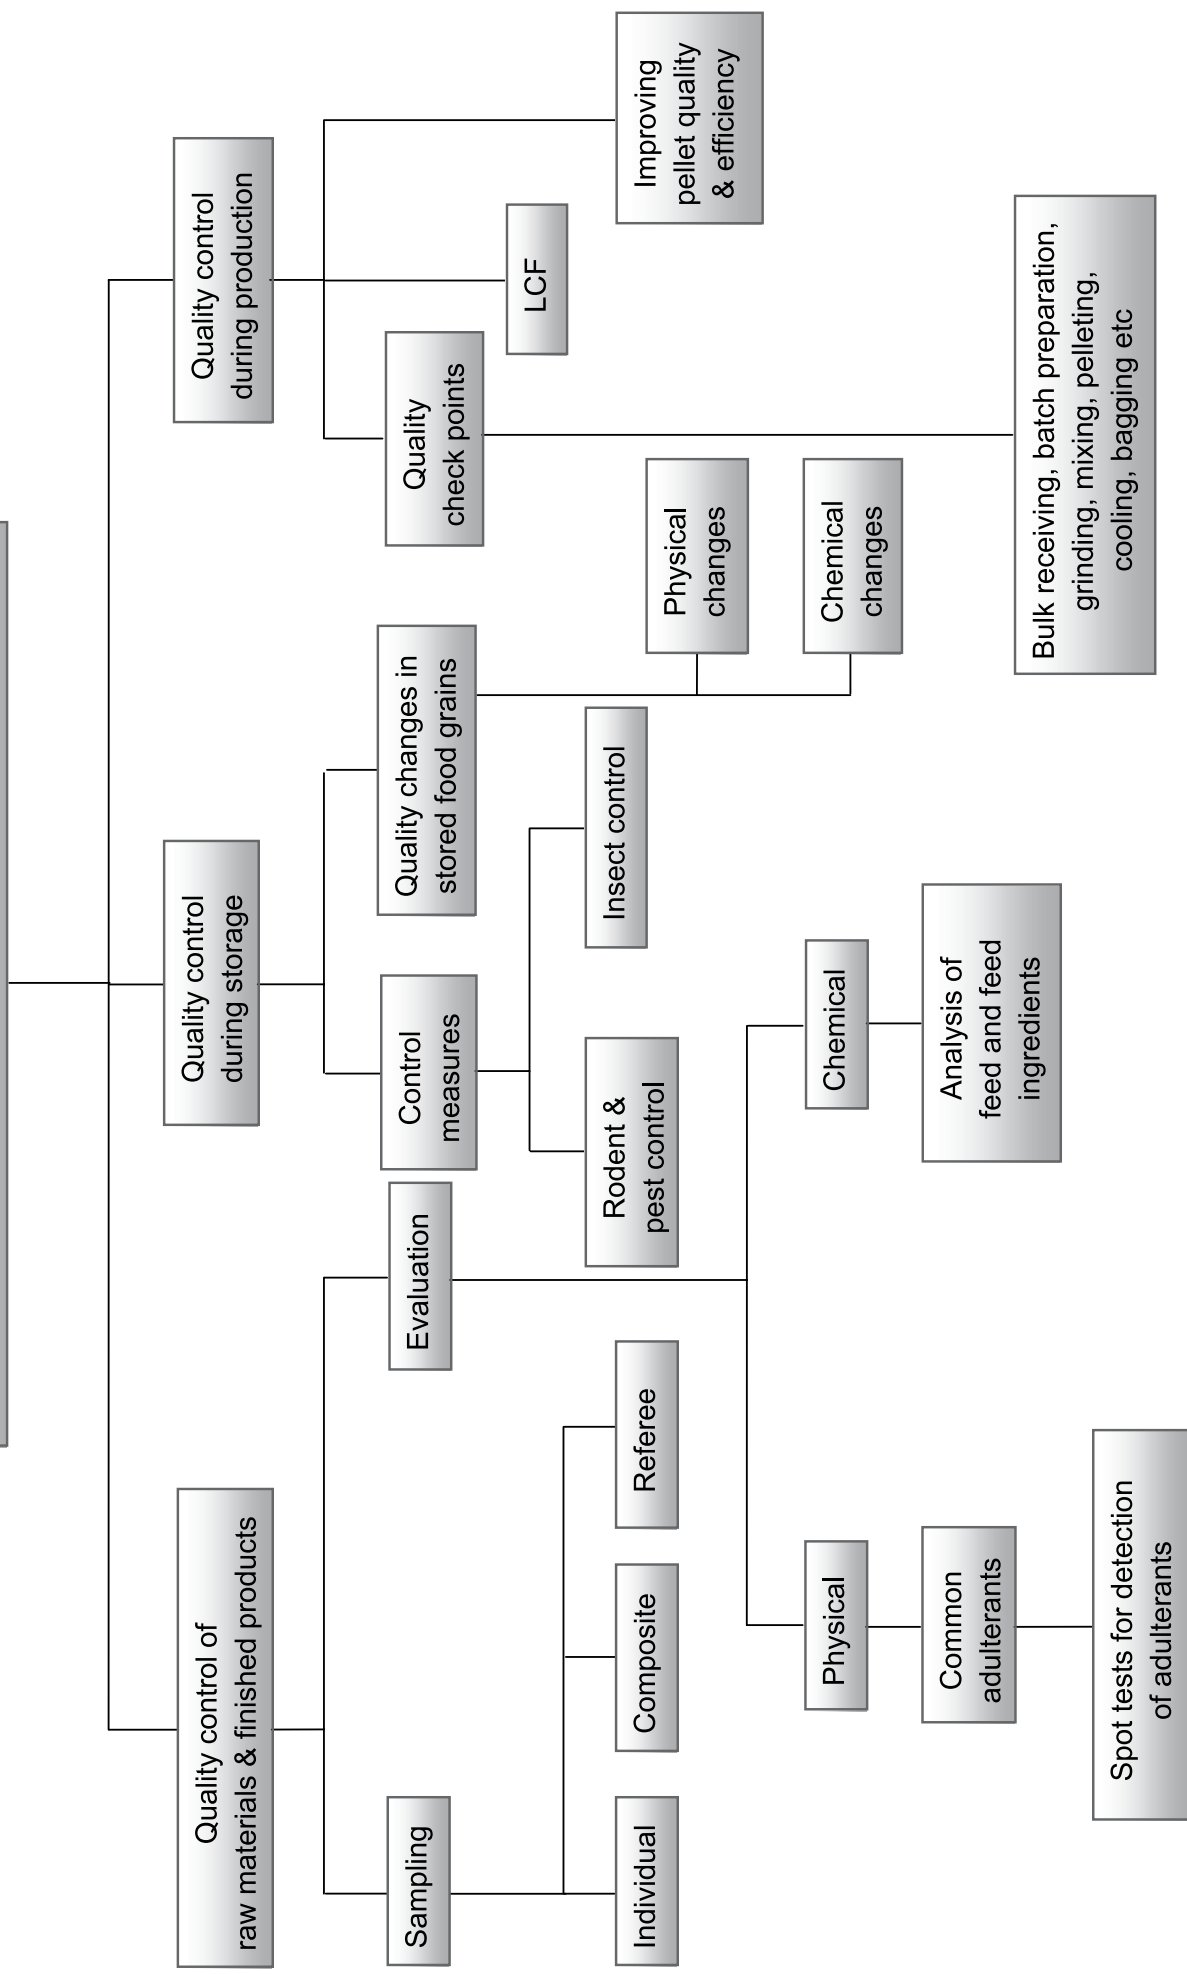 Quality control of
raw materials & finished products
Quality control
during storage
Quality control
during production
Sampling
Evaluation
Control
measures
Quality changes in
stored food grains
Quality
check points
LCF
Improving
pellet quality
& efficiency
Individual
Composite
Referee
Rodent &
pest control
Insect control
Physical
changes
Chemical
changes
Physical
Chemical
Common
adulterants
Analysis of
feed and feed
ingredients
Bulk receiving, batch preparation,
grinding, mixing, pelleting,
cooling, bagging etc
Spot tests for detection
of adulterants